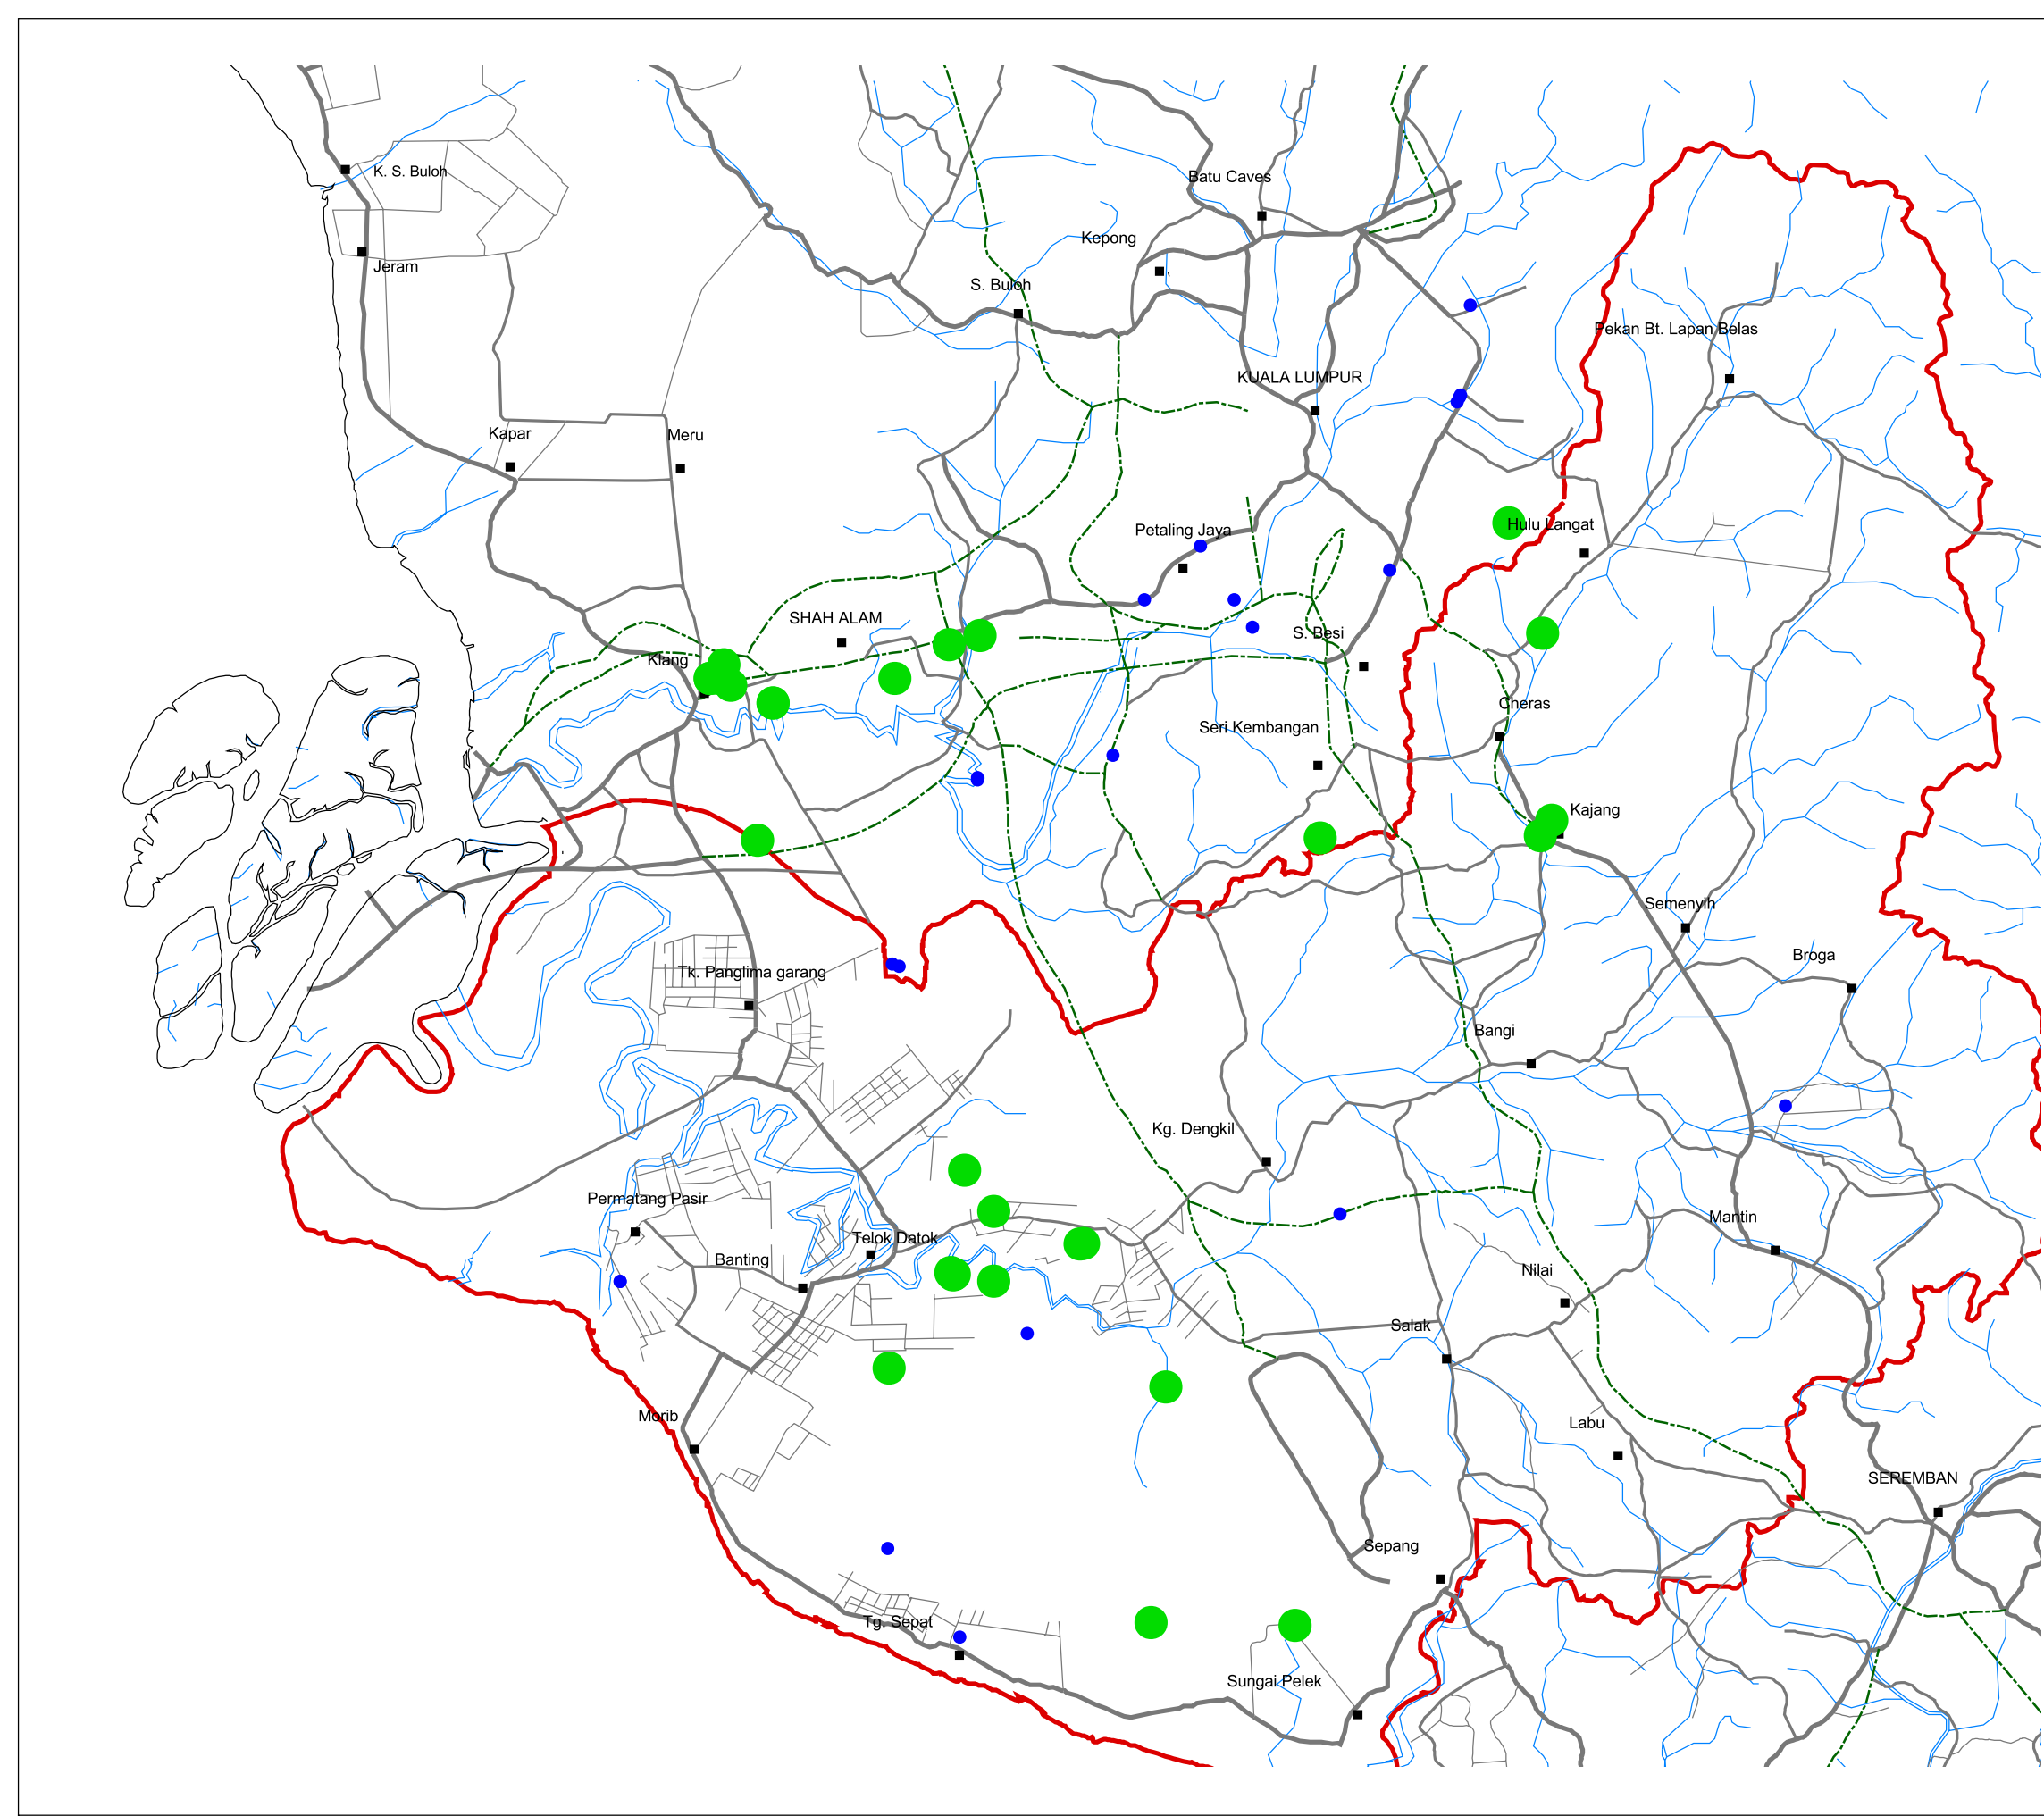 K. S. Buloh
Batu Caves
Kepong
Jeram
S. Buloh
Pekan Bt. Lapan Belas
KUALA LUMPUR
Kapar
Meru
Petaling Jaya
Hulu Langat
SHAH ALAM
S. Besi
Klang
Cheras
Seri Kembangan
Kajang
Semenyih
Broga
Tk. Panglima garang
Bangi
Kg. Dengkil
Permatang Pasir
Mantin
Telok Datok
Banting
Nilai
Salak
Morib
Labu
SEREMBAN
Sepang
Tg. Sepat
Sungai Pelek